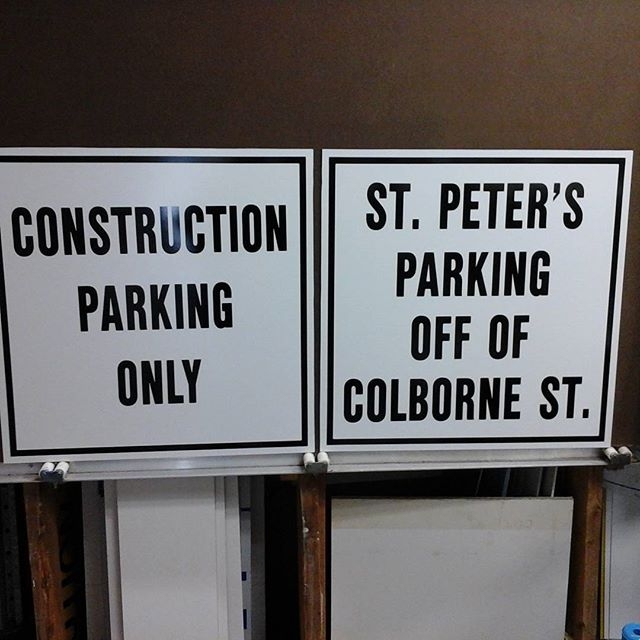 CONSTRUCTION
PARKING
ONLY
ST. PETER'S
PARKING
OFF OF
COLBORNE ST.